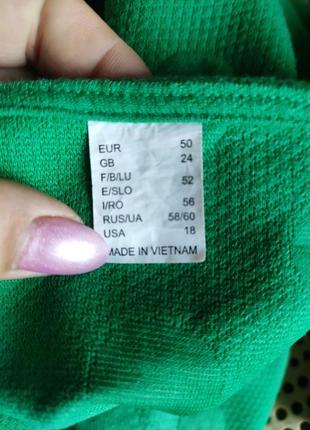 EUR 50
GB 24
F/B/LU
E/SLO 52
I/RO 56
RUS/UA 58/60
USA 18
MADE IN VIETNAM